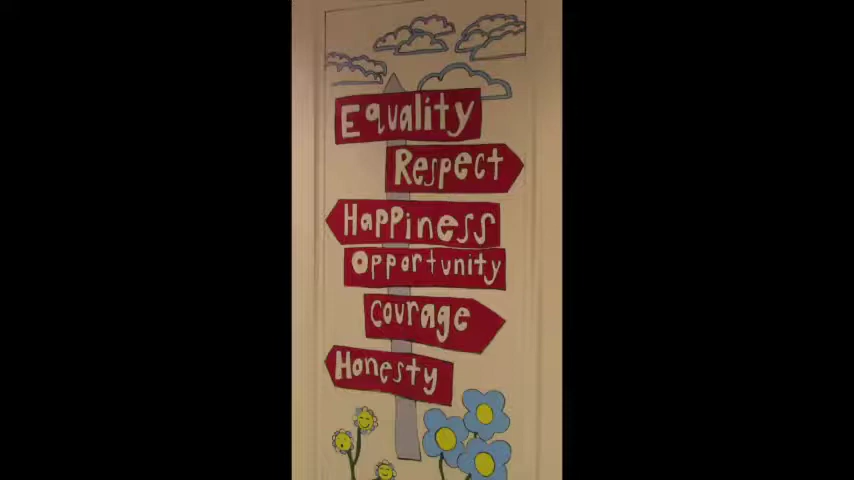 Equality
Respect
Happiness
Opportunity
Courage
Honesty